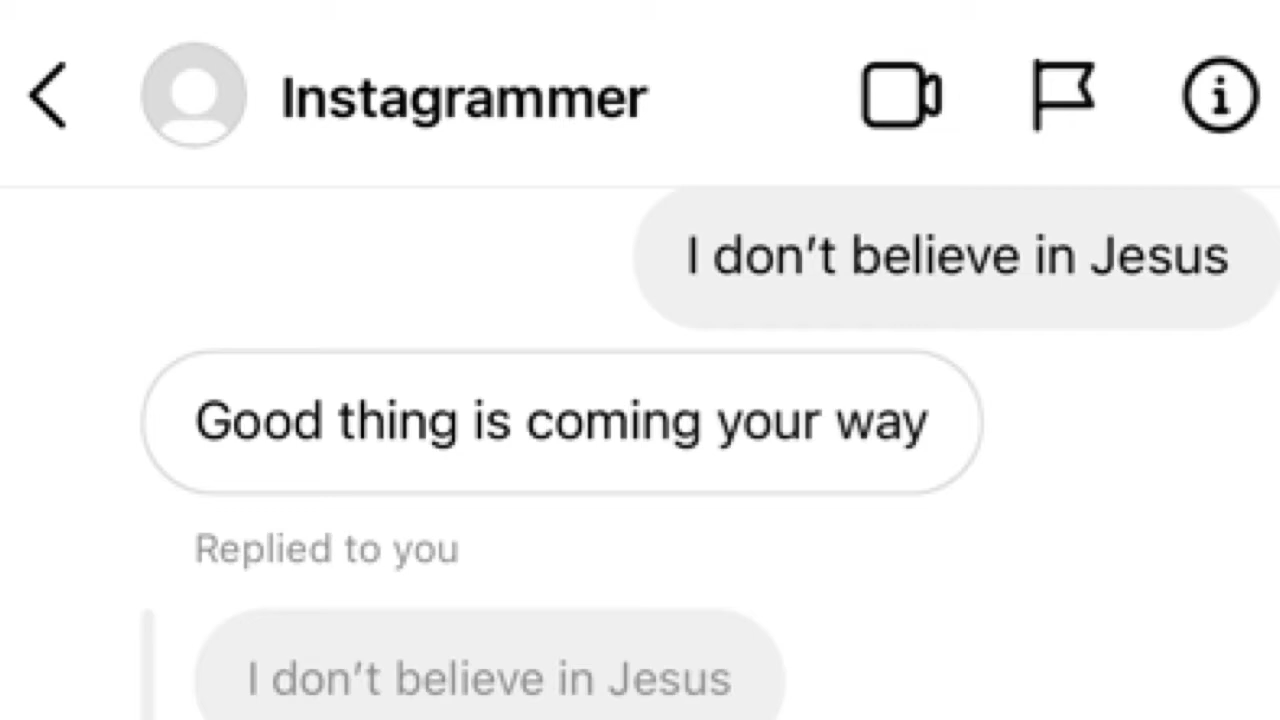 Instagrammer
I don't believe in Jesus
Good thing is coming your way
Replied to you
I don't believe in Jesus